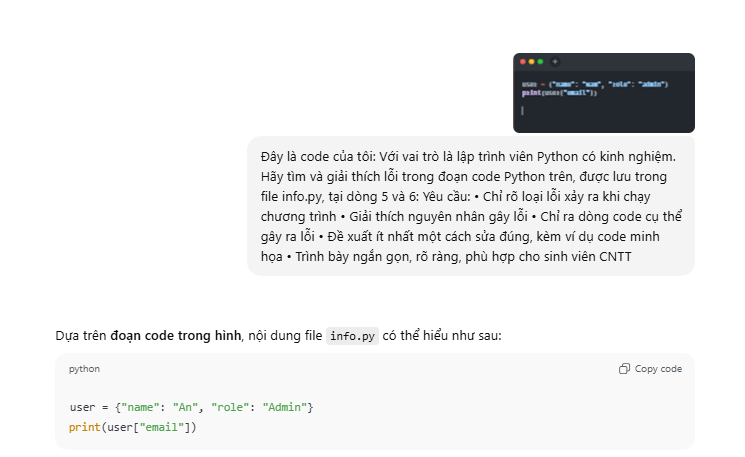 user = {"name": "nam", "role": "admin"}
print(user["email"])
Đây là code của tôi: Với vai trò là lập trình viên Python có kinh nghiệm.
Hãy tìm và giải thích lỗi trong đoạn code Python trên, được lưu trong
file info.py, tại dòng 5 và 6: Yêu cầu: • Chỉ rõ loại lỗi xảy ra khi chạy
chương trình • Giải thích nguyên nhân gây lỗi • Chỉ ra dòng code cụ thể
gây ra lỗi • Đề xuất ít nhất một cách sửa đúng, kèm ví dụ code minh
họa • Trình bày ngắn gọn, rõ ràng, phù hợp cho sinh viên CNTT
Dựa trên đoạn code trong hình, nội dung file info.py có thể hiểu như sau:
python Copy code
user = {"name": "An", "role": "Admin"}
print(user["email"])